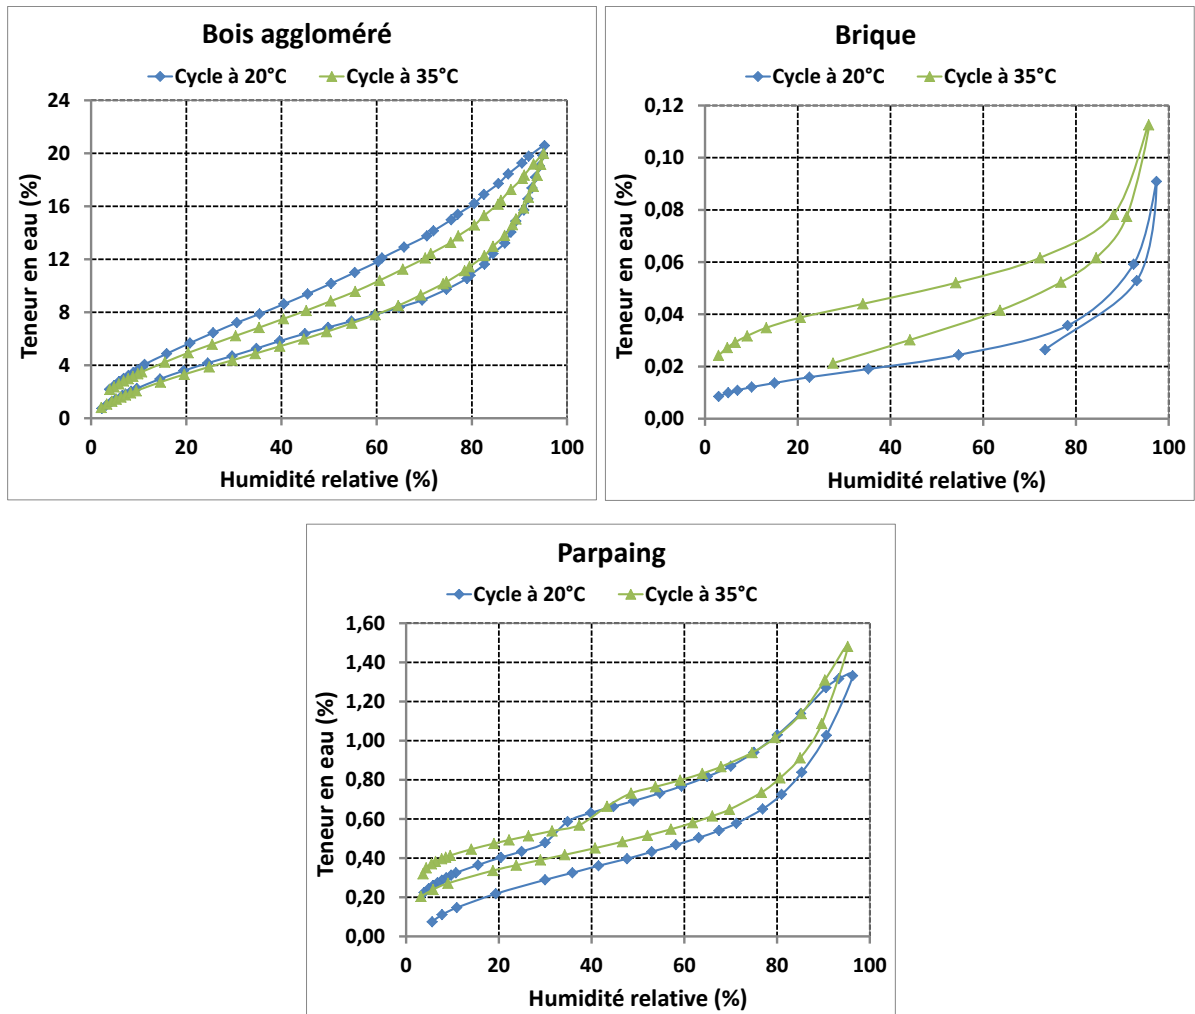 Bois aggloméré
Cycle à 20°C
Cycle à 35°C
Teneur en eau (%)
24
20
16
12
8
4
0
0 20 40 60 80 100
Humidité relative (%)
Brique
Cycle à 20°C
Cycle à 35°C
Teneur en eau (%)
0,12
0,10
0,08
0,06
0,04
0,02
0,00
0 20 40 60 80 100
Humidité relative (%)
Parpaing
Cycle à 20°C
Cycle à 35°C
Teneur en eau (%)
1,60
1,40
1,20
1,00
0,80
0,60
0,40
0,20
0,00
0 20 40 60 80 100
Humidité relative (%)